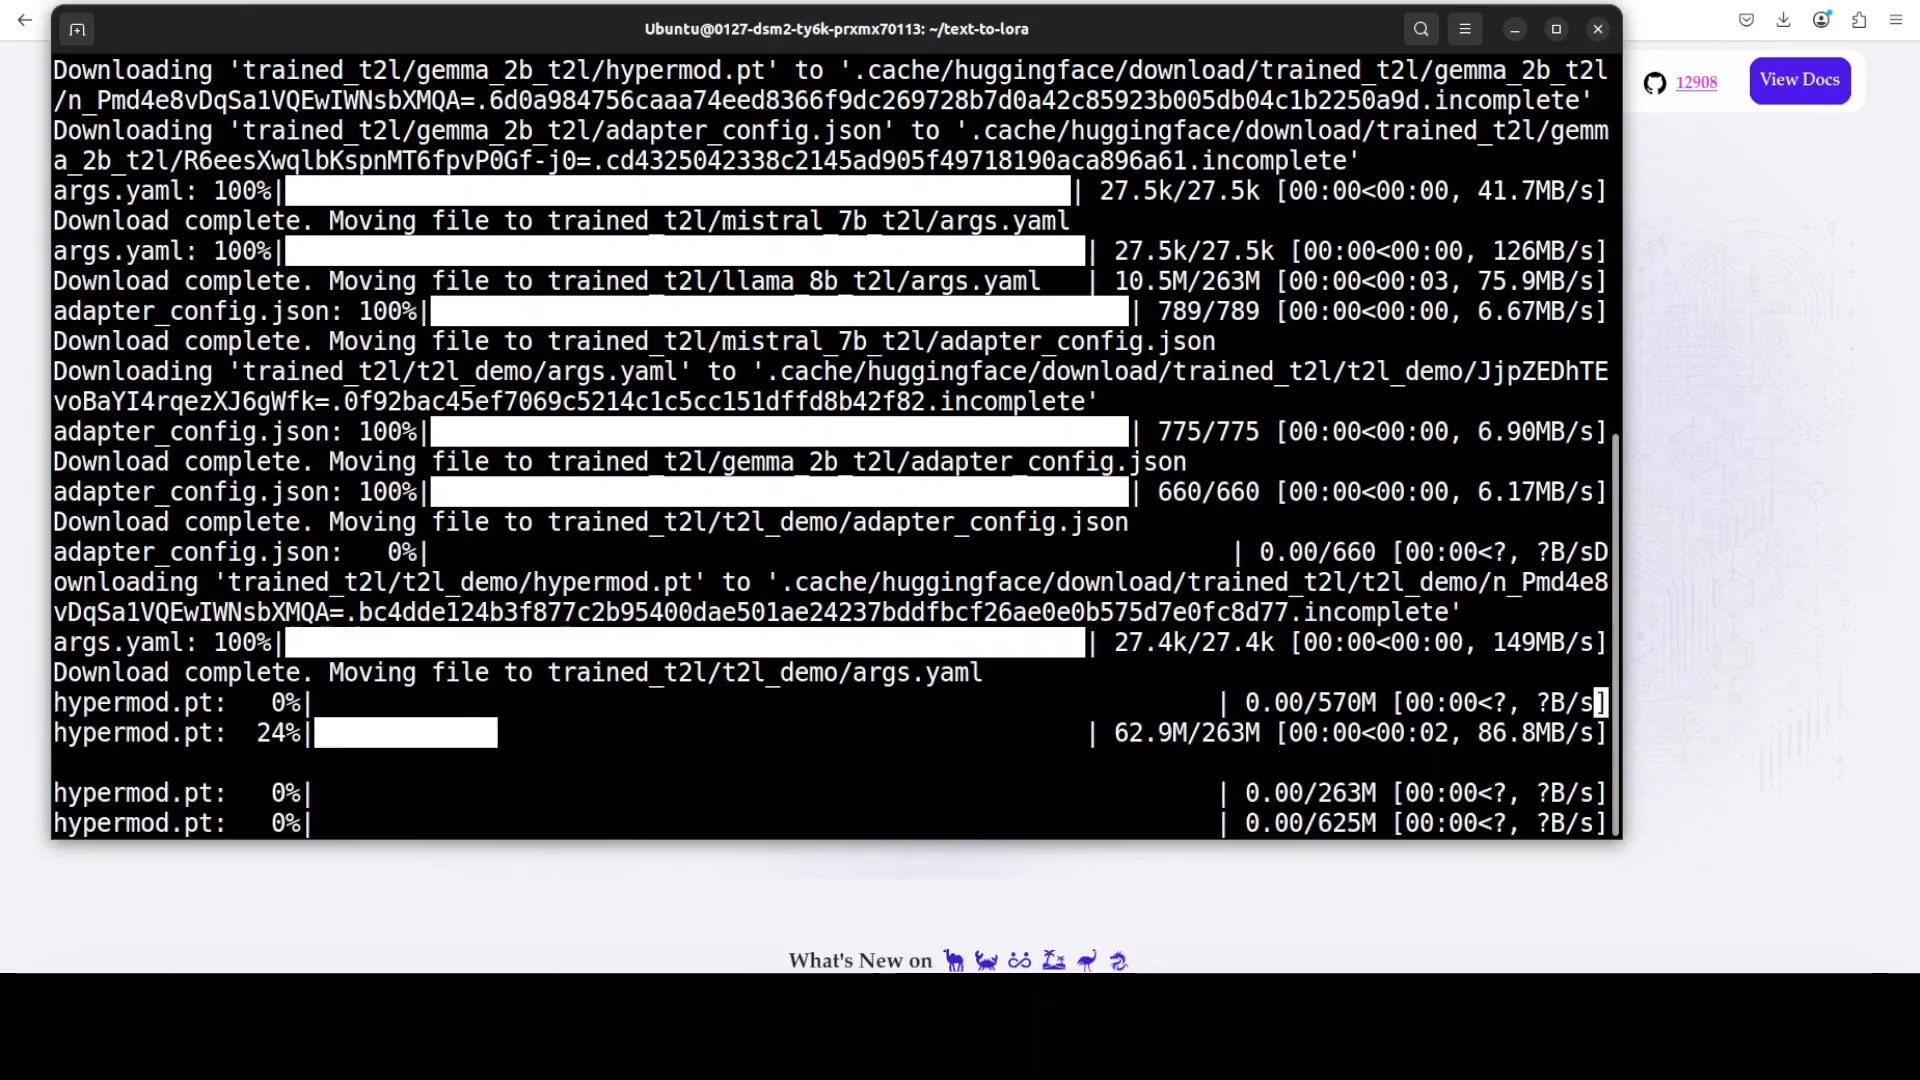 Ubuntu@0127-dsm2-ty6k-prxmx70113: ~/text-to-lora
12908
View Docs
Downloading 'trained_t2l/gemma_2b_t2l/hypermod.pt' to '.cache/huggingface/download/trained_t2l/gemma_2b_t2l
/n_Pmd4e8vDqSa1VQEwIWNsbXMQA=.6d0a984756caaa74eed8366f9dc269728b7d0a42c85923b005db04c1b2250a9d.incomplete'
Downloading 'trained_t2l/gemma_2b_t2l/adapter_config.json' to '.cache/huggingface/download/trained_t2l/gemm
a_2b_t2l/R6eesXwqlbKspnMT6fpvP0Gf-j0=.cd4325042338c2145ad905f49718190aca896a61.incomplete'
args.yaml: 100%| | 27.5k/27.5k [00:00<00:00, 41.7MB/s]
Download complete. Moving file to trained_t2l/mistral_7b_t2l/args.yaml
args.yaml: 100%| | 27.5k/27.5k [00:00<00:00, 126MB/s]
Download complete. Moving file to trained_t2l/llama_8b_t2l/args.yaml | 10.5M/263M [00:00<00:03, 75.9MB/s]
adapter_config.json: 100%| | 789/789 [00:00<00:00, 6.67MB/s]
Download complete. Moving file to trained_t2l/mistral_7b_t2l/adapter_config.json
Downloading 'trained_t2l/t2l_demo/args.yaml' to '.cache/huggingface/download/trained_t2l/t2l_demo/JjpZEDhTE
voBaYI4rqezXJ6gWfk=.0f92bac45ef7069c5214c1c5cc151dffd8b42f82.incomplete'
adapter_config.json: 100%| | 775/775 [00:00<00:00, 6.90MB/s]
Download complete. Moving file to trained_t2l/gemma_2b_t2l/adapter_config.json
adapter_config.json: 100%| | 660/660 [00:00<00:00, 6.17MB/s]
Download complete. Moving file to trained_t2l/t2l_demo/adapter_config.json
adapter_config.json:   0%| | 0.00/660 [00:00<?, ?B/sD
ownloading 'trained_t2l/t2l_demo/hypermod.pt' to '.cache/huggingface/download/trained_t2l/t2l_demo/n_Pmd4e8
vDqSa1VQEwIWNsbXMQA=.bc4dde124b3f877c2b95400dae501ae24237bddfbcf26ae0e0b575d7e0fc8d77.incomplete'
args.yaml: 100%| | 27.4k/27.4k [00:00<00:00, 149MB/s]
Download complete. Moving file to trained_t2l/t2l_demo/args.yaml
hypermod.pt:   0%| | 0.00/570M [00:00<?, ?B/s]
hypermod.pt:  24%| | 62.9M/263M [00:00<00:02, 86.8MB/s]
hypermod.pt:   0%| | 0.00/263M [00:00<?, ?B/s]
hypermod.pt:   0%| | 0.00/625M [00:00<?, ?B/s]
What's New on